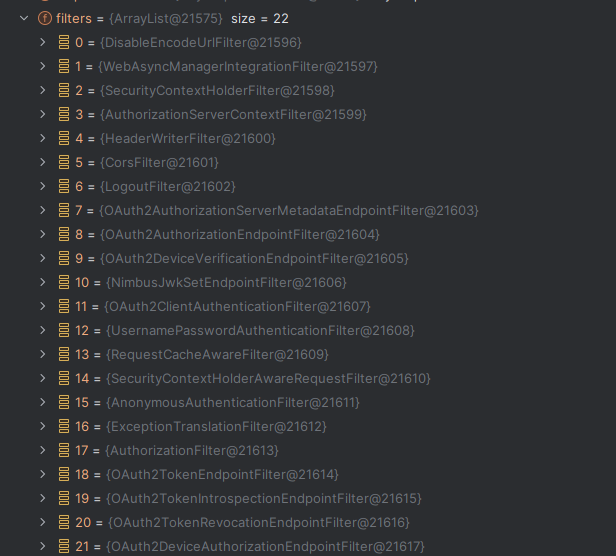 filters = {ArrayList@21575} size = 22
0 = {DisableEncodeUrlFilter@21596}
1 = {WebAsyncManagerIntegrationFilter@21597}
2 = {SecurityContextHolderFilter@21598}
3 = {AuthorizationServerContextFilter@21599}
4 = {HeaderWriterFilter@21600}
5 = {CorsFilter@21601}
6 = {LogoutFilter@21602}
7 = {OAuth2AuthorizationServerMetadataEndpointFilter@21603}
8 = {OAuth2AuthorizationEndpointFilter@21604}
9 = {OAuth2DeviceVerificationEndpointFilter@21605}
10 = {NimbusJwkSetEndpointFilter@21606}
11 = {OAuth2ClientAuthenticationFilter@21607}
12 = {UsernamePasswordAuthenticationFilter@21608}
13 = {RequestCacheAwareFilter@21609}
14 = {SecurityContextHolderAwareRequestFilter@21610}
15 = {AnonymousAuthenticationFilter@21611}
16 = {ExceptionTranslationFilter@21612}
17 = {AuthorizationFilter@21613}
18 = {OAuth2TokenEndpointFilter@21614}
19 = {OAuth2TokenIntrospectionEndpointFilter@21615}
20 = {OAuth2TokenRevocationEndpointFilter@21616}
21 = {OAuth2DeviceAuthorizationEndpointFilter@21617}